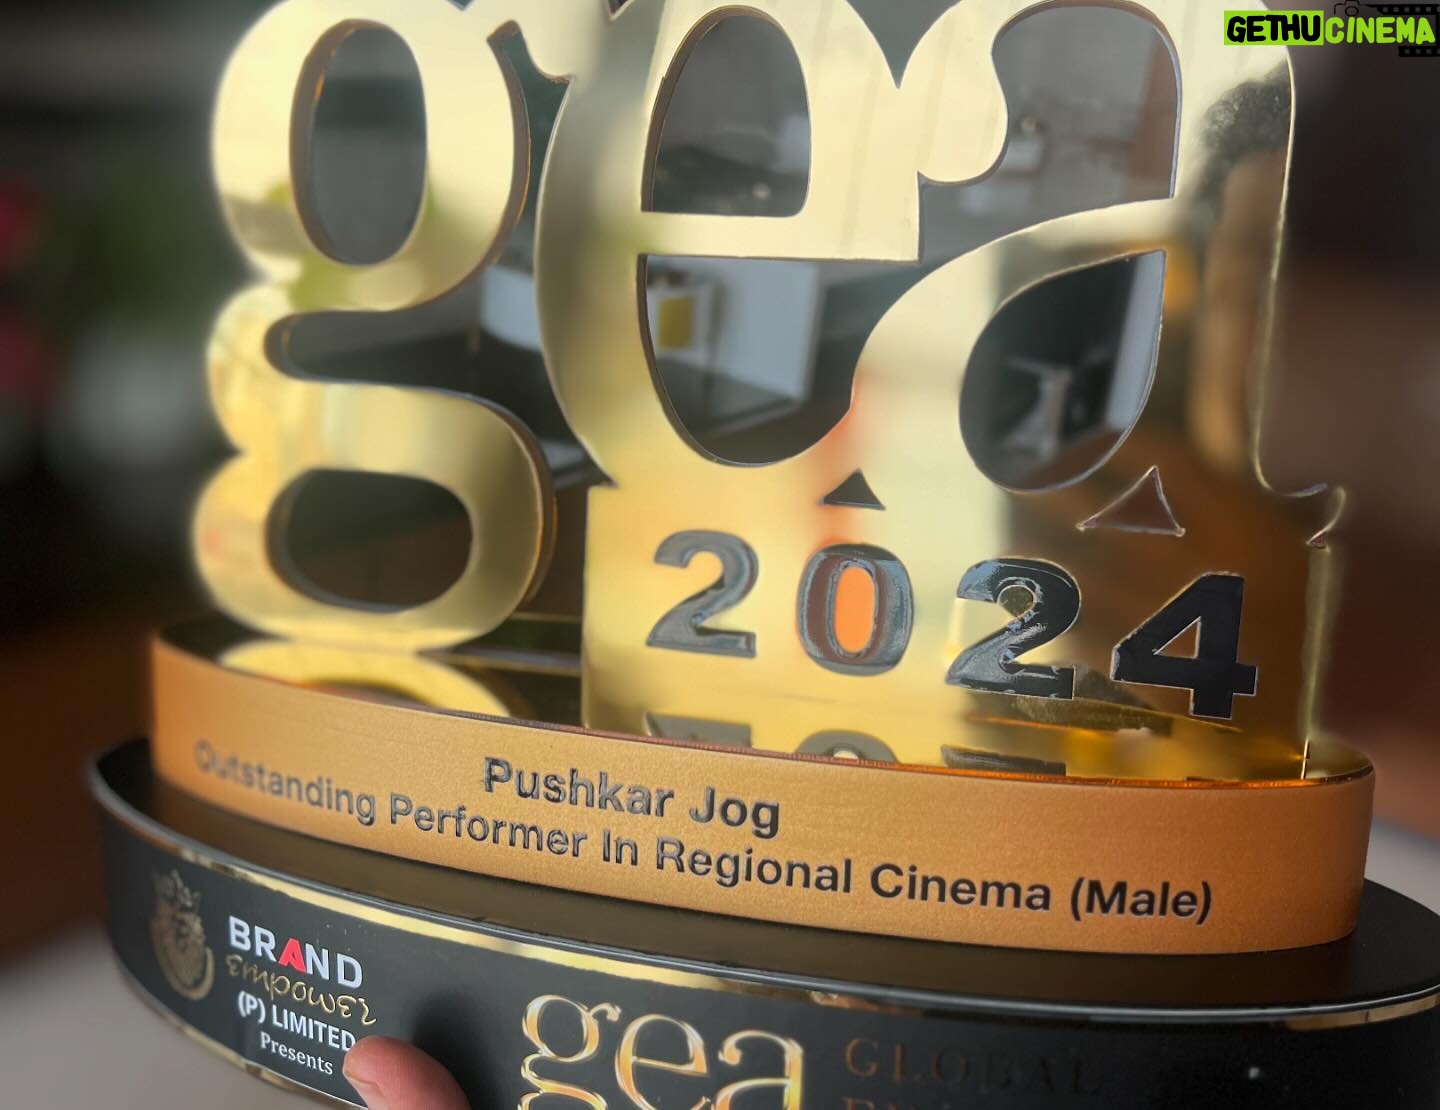 GETHUCINEMA
gea
2024
Pushkar Jog
Outstanding Performer In Regional Cinema (Male)
BRAND
Empower
(P) LIMITED
Presents
gea
GLOBAL